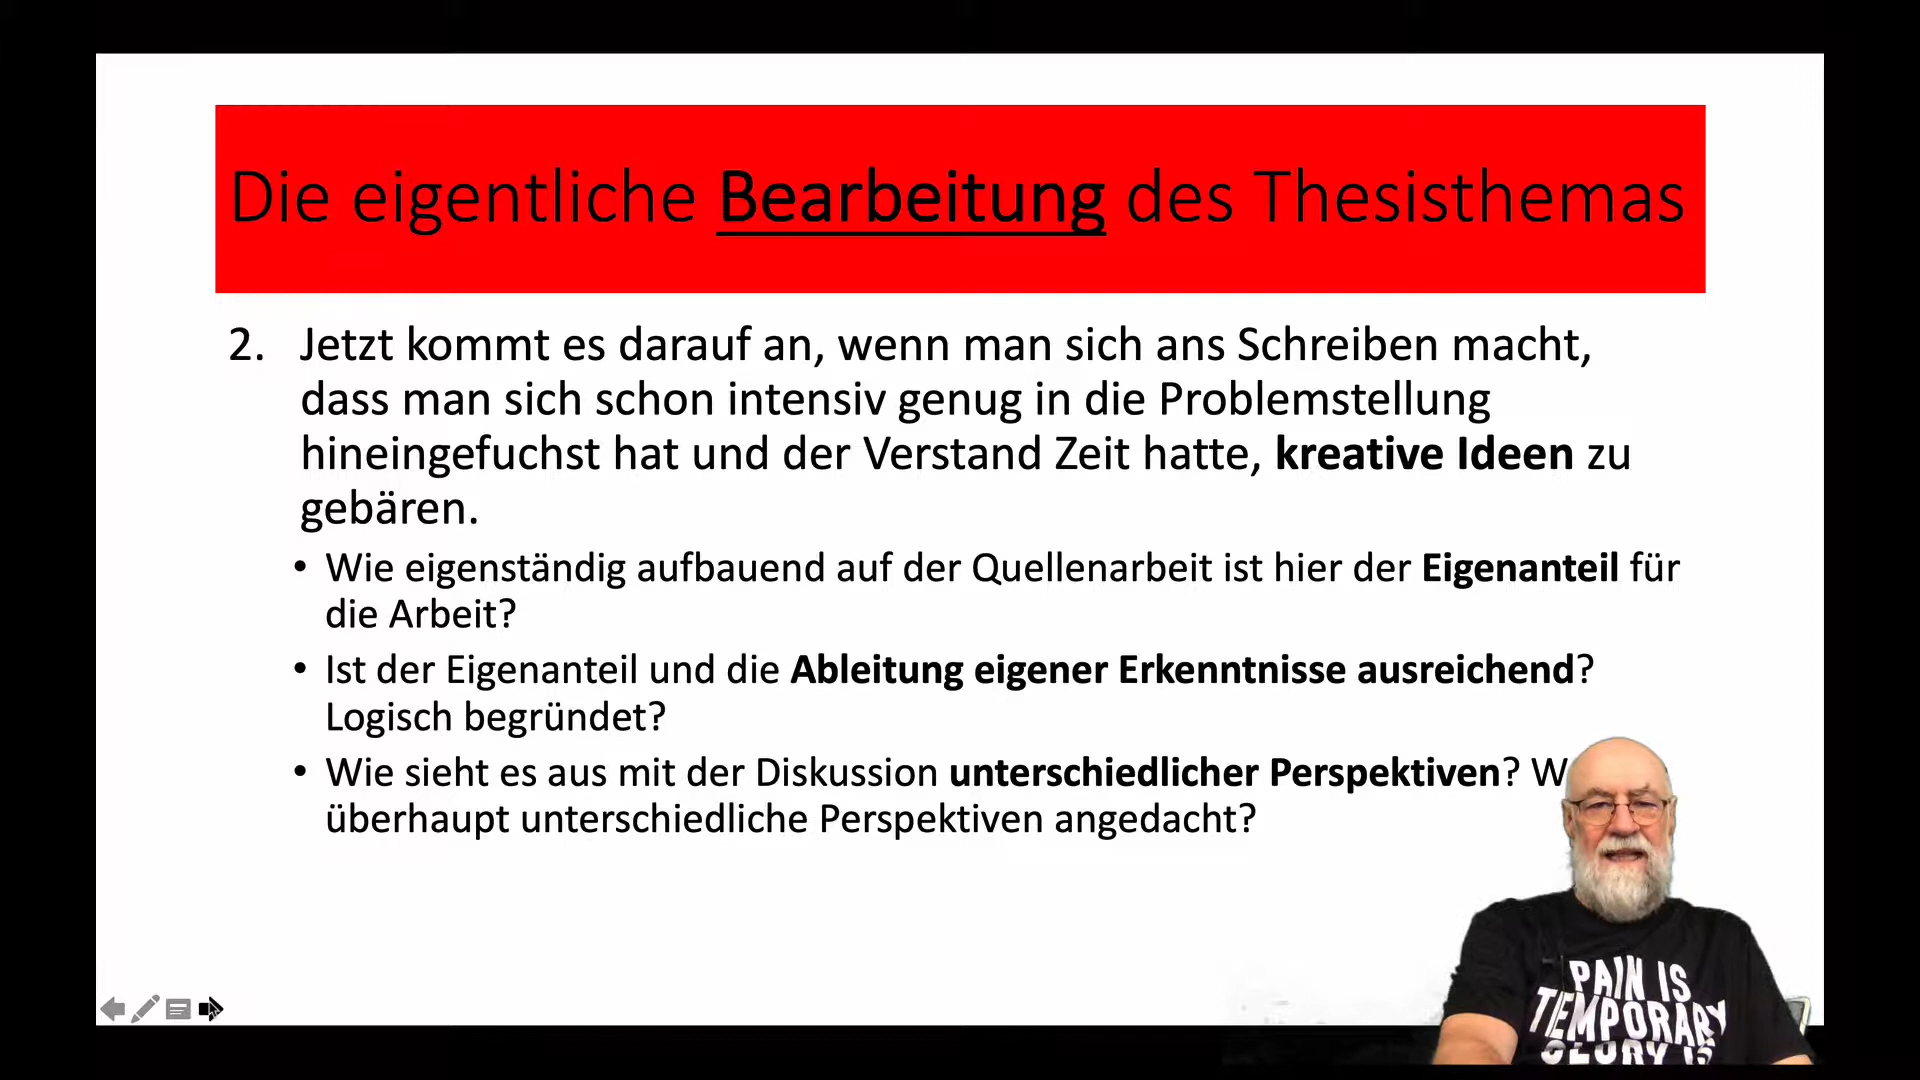 Die eigentliche Bearbeitung des Thesisthemas
2. Jetzt kommt es darauf an, wenn man sich ans Schreiben macht,
dass man sich schon intensiv genug in die Problemstellung
hineingefuchst hat und der Verstand Zeit hatte, kreative Ideen zu
gebären.
• Wie eigenständig aufbauend auf der Quellenarbeit ist hier der Eigenanteil für
die Arbeit?
• Ist der Eigenanteil und die Ableitung eigener Erkenntnisse ausreichend?
Logisch begründet?
• Wie sieht es aus mit der Diskussion unterschiedlicher Perspektiven?
überhaupt unterschiedliche Perspektiven angedacht?
PAIN IS
TEMPORARY
GLORY IS